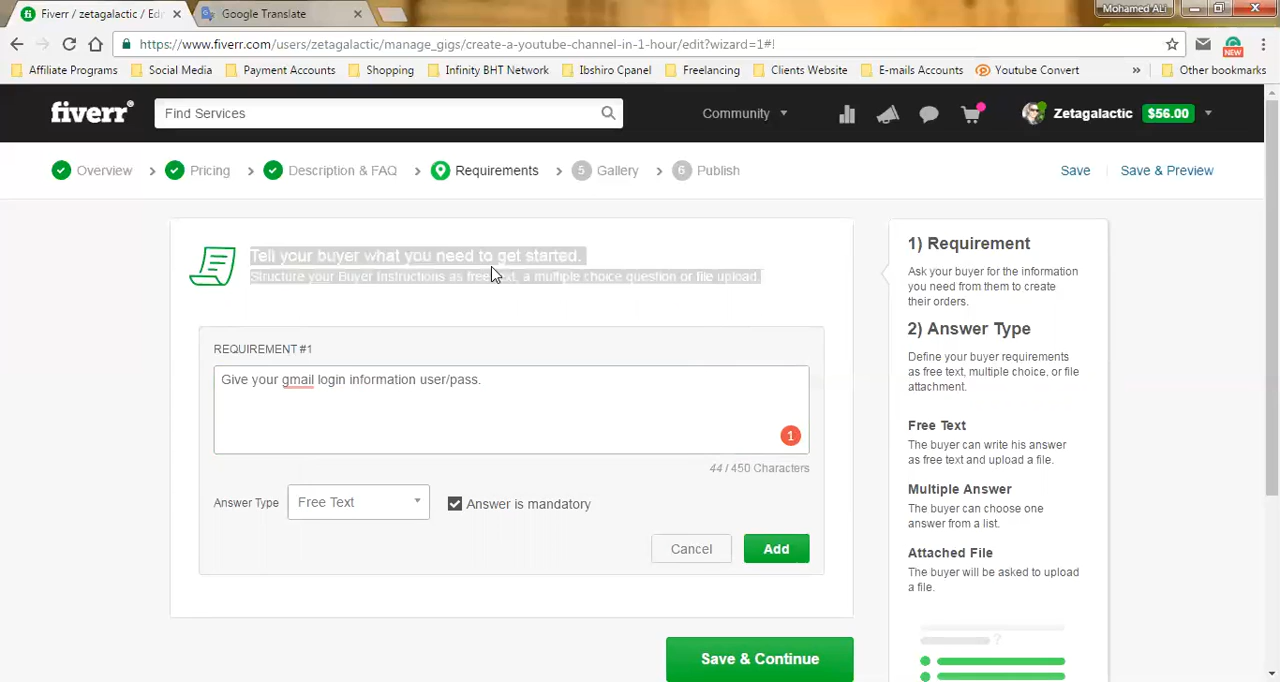 Fiverr / zetagalactic / Edi
Google Translate
Mohamed ALi
https://www.fiverr.com/users/zetagalactic/manage_gigs/create-a-youtube-channel-in-1-hour/edit?wizard=1#!
NEW
Affiliate Programs
Social Media
Payment Accounts
Shopping
Infinity BHT Network
Ibshiro Cpanel
Freelancing
Clients Website
E-mails Accounts
Youtube Convert
»
Other bookmarks
fiverr®
Find Services
Community
Zetagalactic
$56.00
Overview
Pricing
Description & FAQ
Requirements
5 Gallery
6 Publish
Save
Save & Preview
Tell your buyer what you need to get started.
Structure your Buyer Instructions as free text, a multiple choice question or file upload.
REQUIREMENT #1
Give your gmail login information user/pass.
1
44 / 450 Characters
Answer Type
Free Text
Answer is mandatory
Cancel
Add
Save & Continue
1) Requirement
Ask your buyer for the information
you need from them to create
their orders.
2) Answer Type
Define your buyer requirements
as free text, multiple choice, or file
attachment.
Free Text
The buyer can write his answer
as free text and upload a file.
Multiple Answer
The buyer can choose one
answer from a list.
Attached File
The buyer will be asked to upload
a file.
?